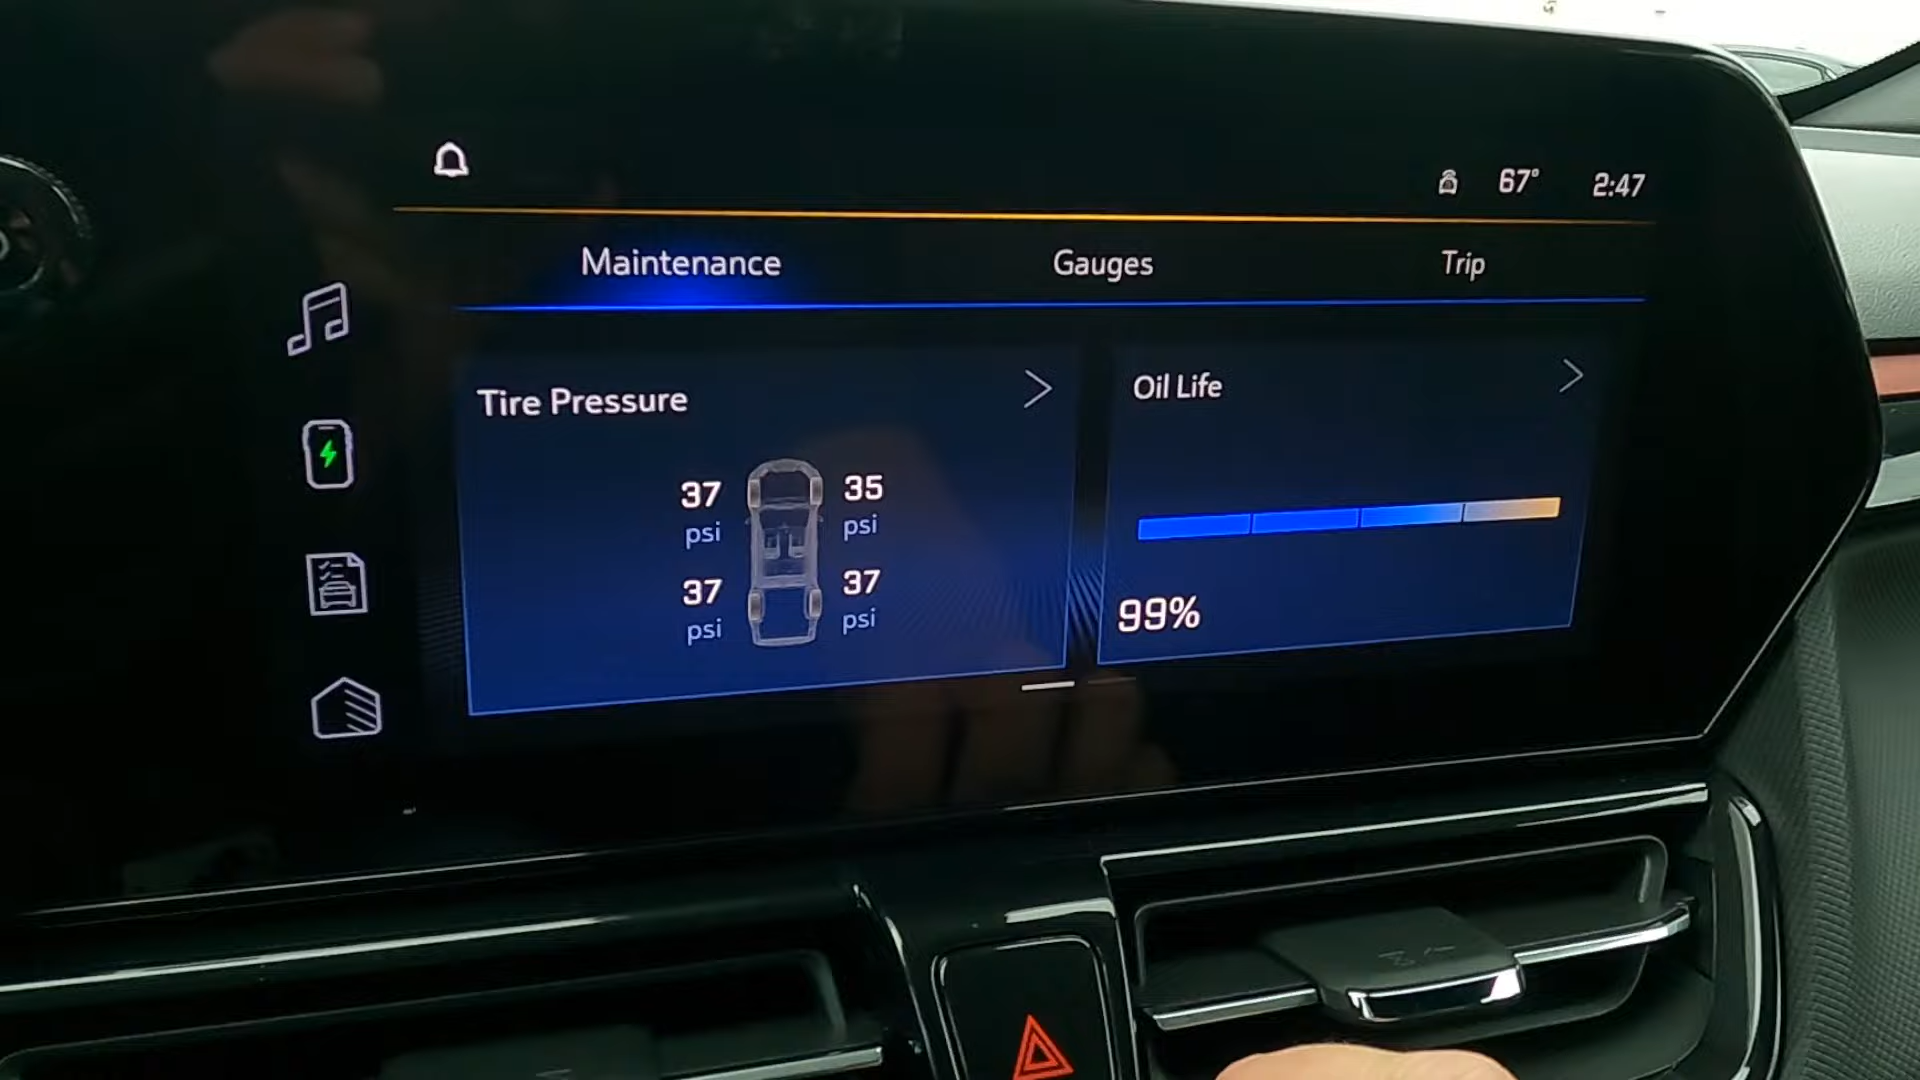 67° 2:47
Maintenance Gauges Trip
Tire Pressure
Oil Life
37 psi
35 psi
37 psi
37 psi
99%